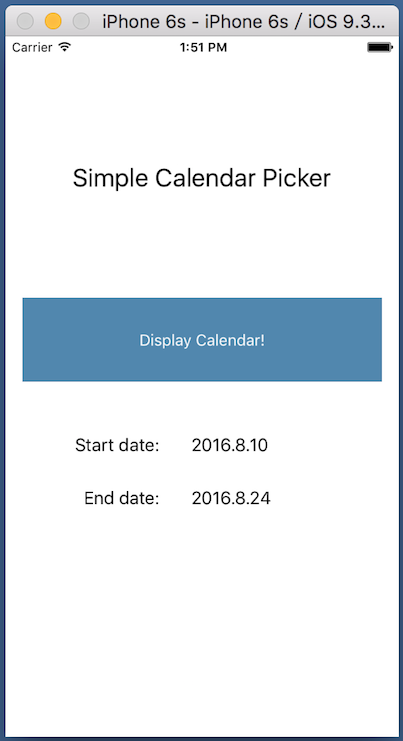 iPhone 6s - iPhone 6s / iOS 9.3...
Carrier 1:51 PM
Simple Calendar Picker
Display Calendar!
Start date: 2016.8.10
End date: 2016.8.24